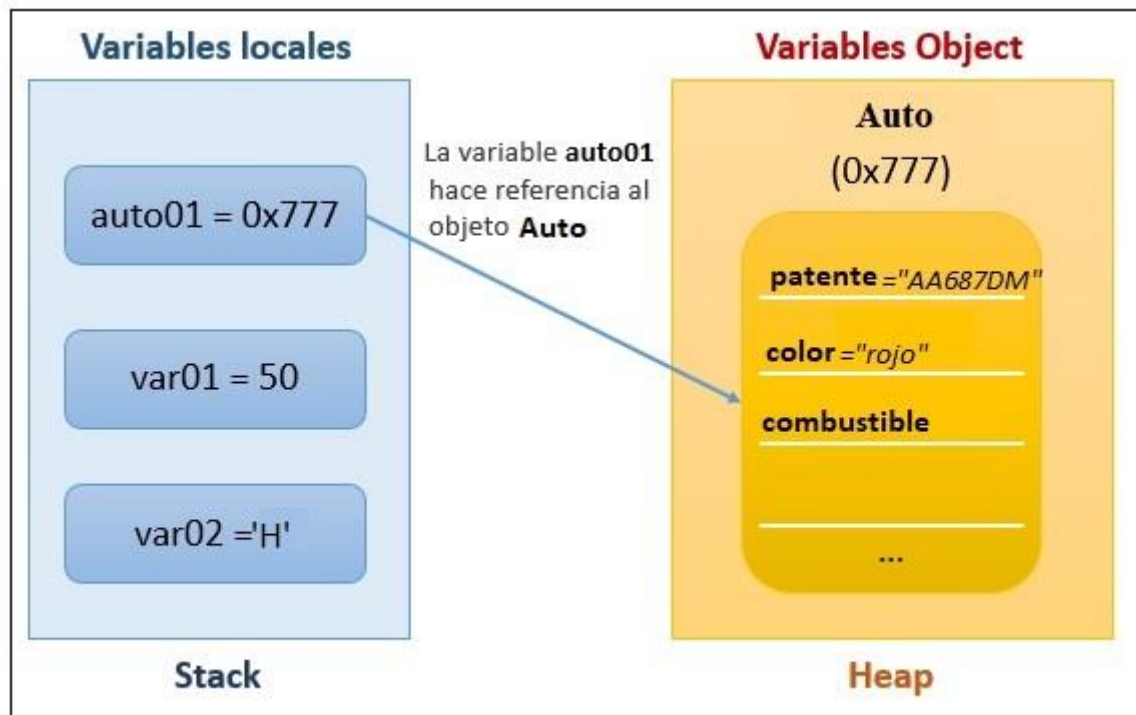 Variables locales
auto01 = 0x777
var01 = 50
var02 ='H'
Stack
La variable auto01
hace referencia al
objeto Auto
Variables Object
Auto
(0x777)
patente="AA687DM"
color="rojo"
combustible
...
Heap